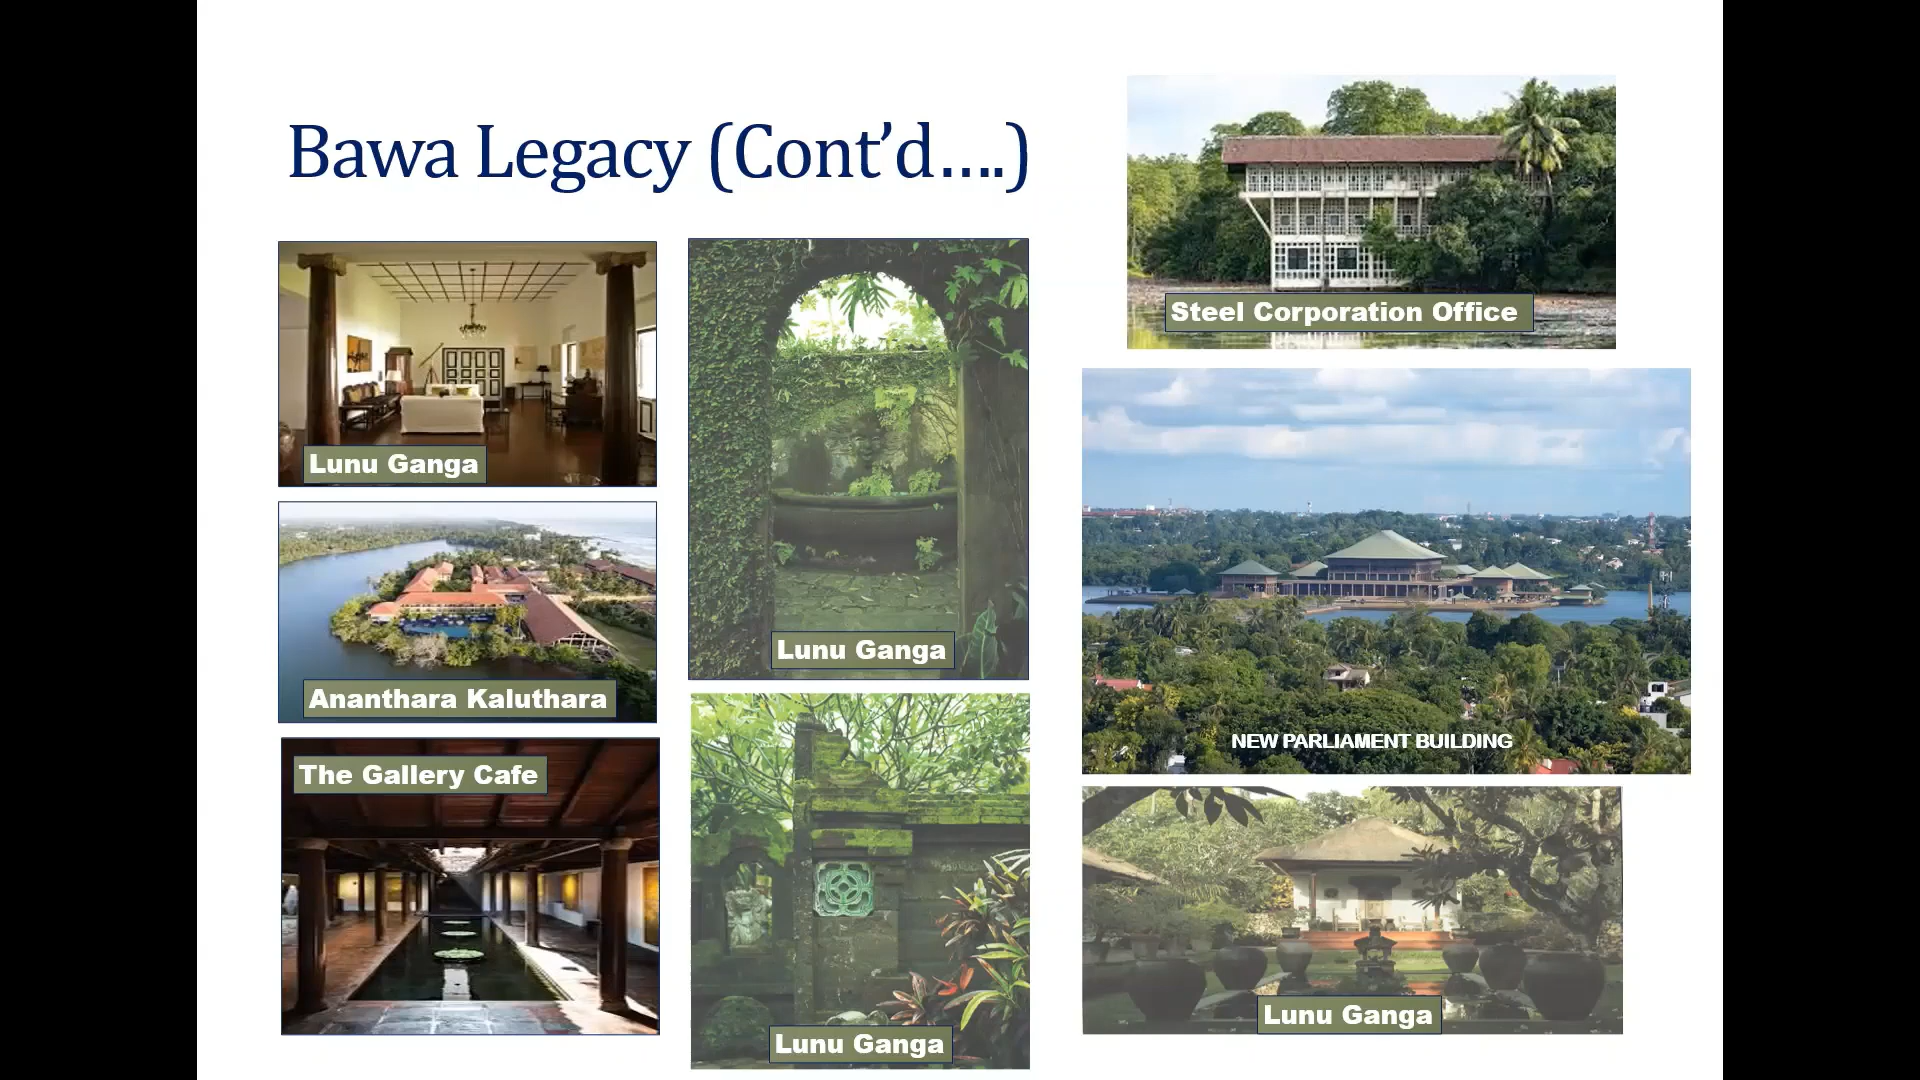 Bawa Legacy (Cont’d….)
Steel Corporation Office
Lunu Ganga
Lunu Ganga
Ananthara Kaluthara
NEW PARLIAMENT BUILDING
The Gallery Cafe
Lunu Ganga
Lunu Ganga